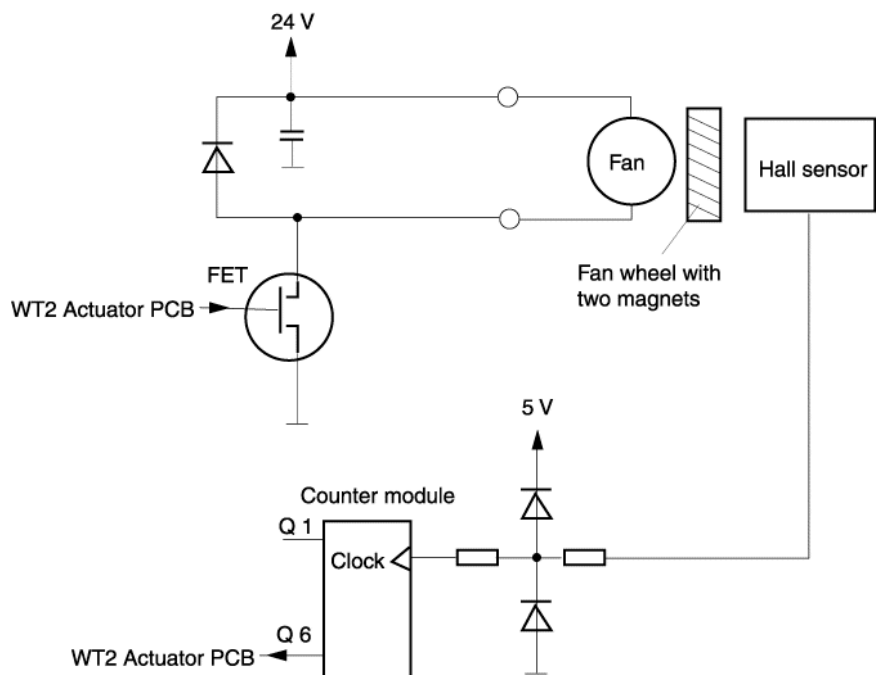 24 V
Fan
Hall sensor
Fan wheel with
two magnets
FET
WT2 Actuator PCB
5 V
Counter module
Q 1
Clock
Q 6
WT2 Actuator PCB